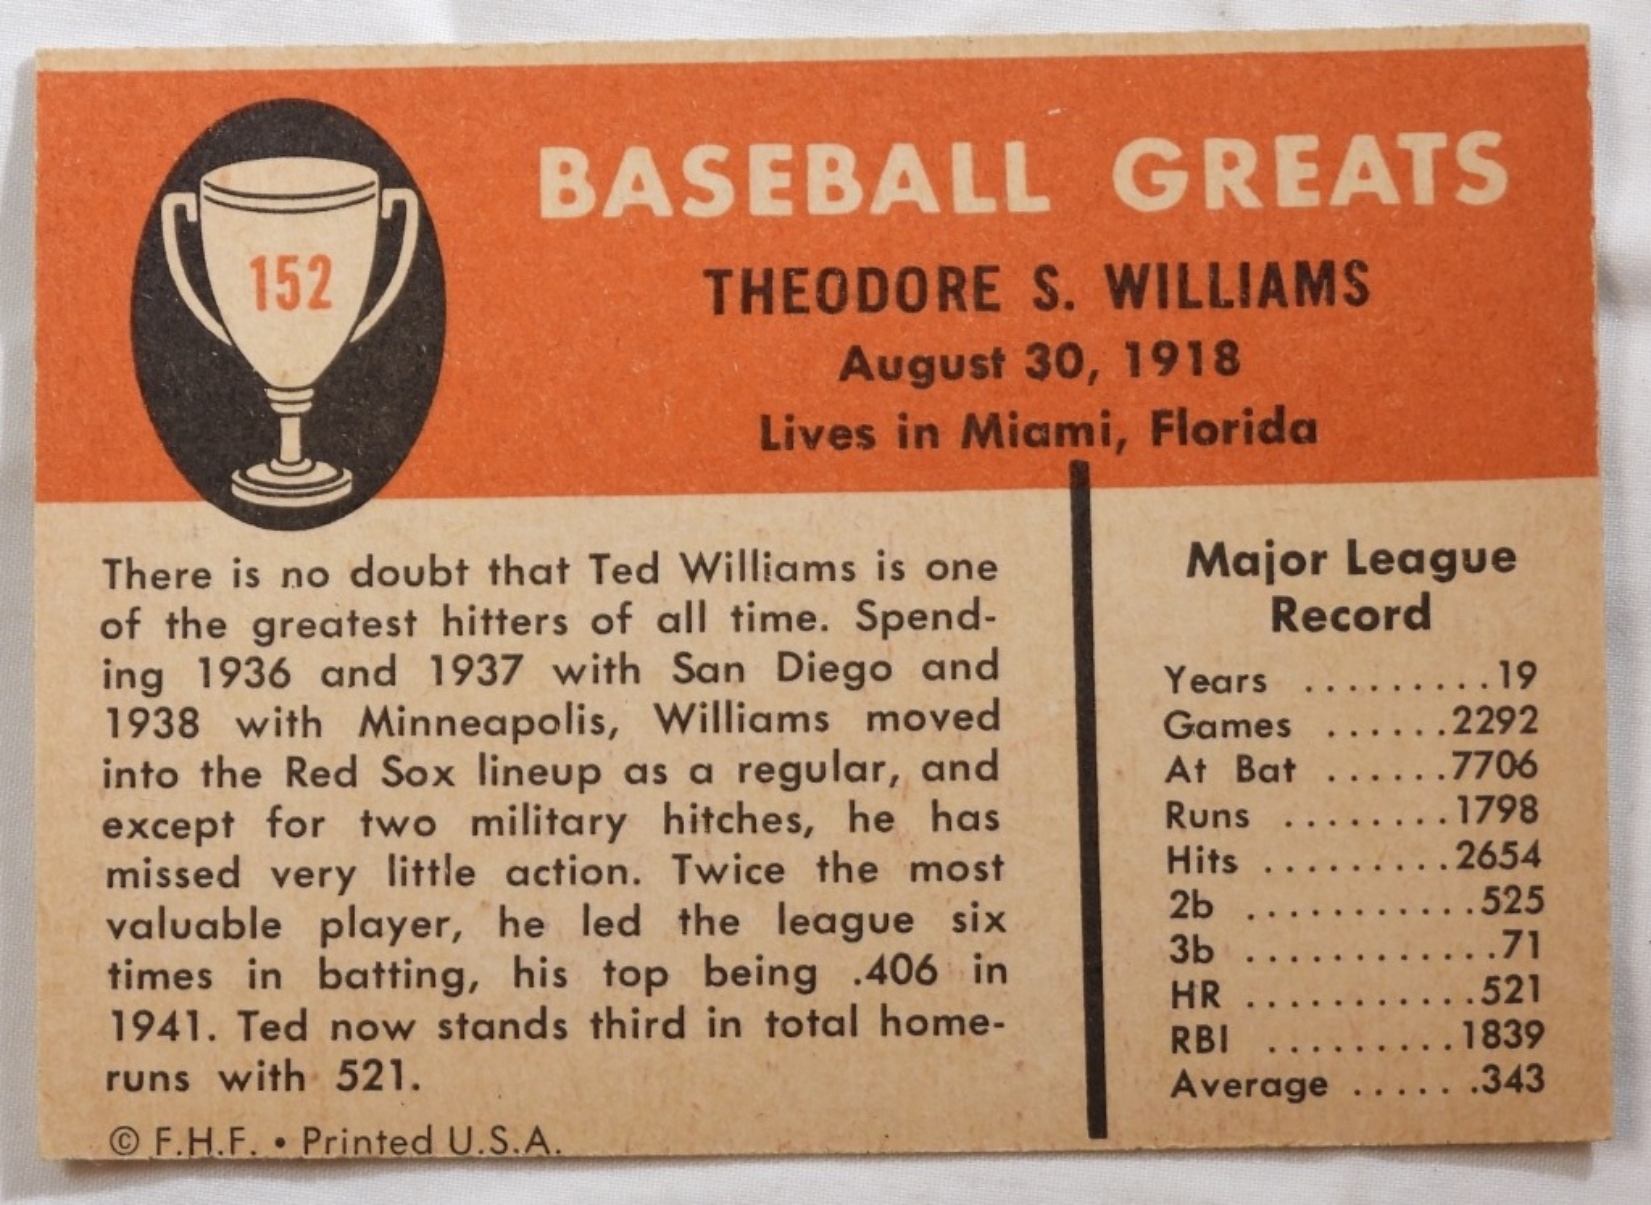 152
BASEBALL GREATS
THEODORE S. WILLIAMS
August 30, 1918
Lives in Miami, Florida
There is no doubt that Ted Williams is one
of the greatest hitters of all time. Spend-
ing 1936 and 1937 with San Diego and
1938 with Minneapolis, Williams moved
into the Red Sox lineup as a regular, and
except for two military hitches, he has
missed very little action. Twice the most
valuable player, he led the league six
times in batting, his top being .406 in
1941. Ted now stands third in total home-
runs with 521.
© F.H.F. • Printed U.S.A.
Major League
Record
Years .........19
Games ......2292
At Bat ......7706
Runs ........1798
Hits .........2654
2b ...........525
3b ............71
HR ...........521
RBI .........1839
Average ......343